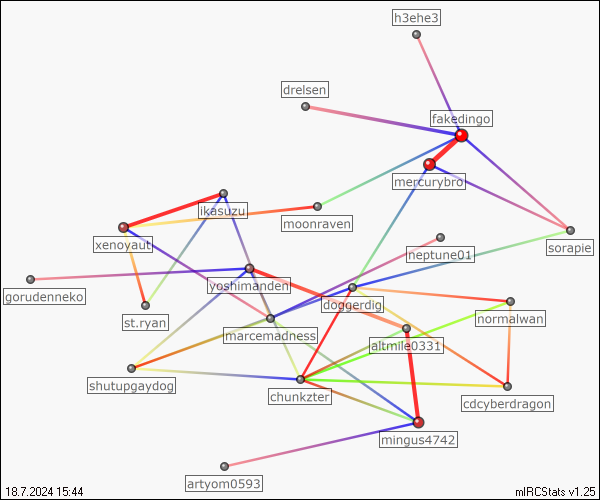 h3ehe3
drelsen
fakedingo
mercurybro
ikasuzu
moonraven
xenoyaut
sorapie
neptune01
yoshimanden
gorudenneko
doggerdig
st.ryan
normalwan
marcemadness
altmile0331
shutupgaydog
chunkzter
cdcyberdragon
mingus4742
artyom0593
18.7.2024 15:44
mIRCStats v1.25